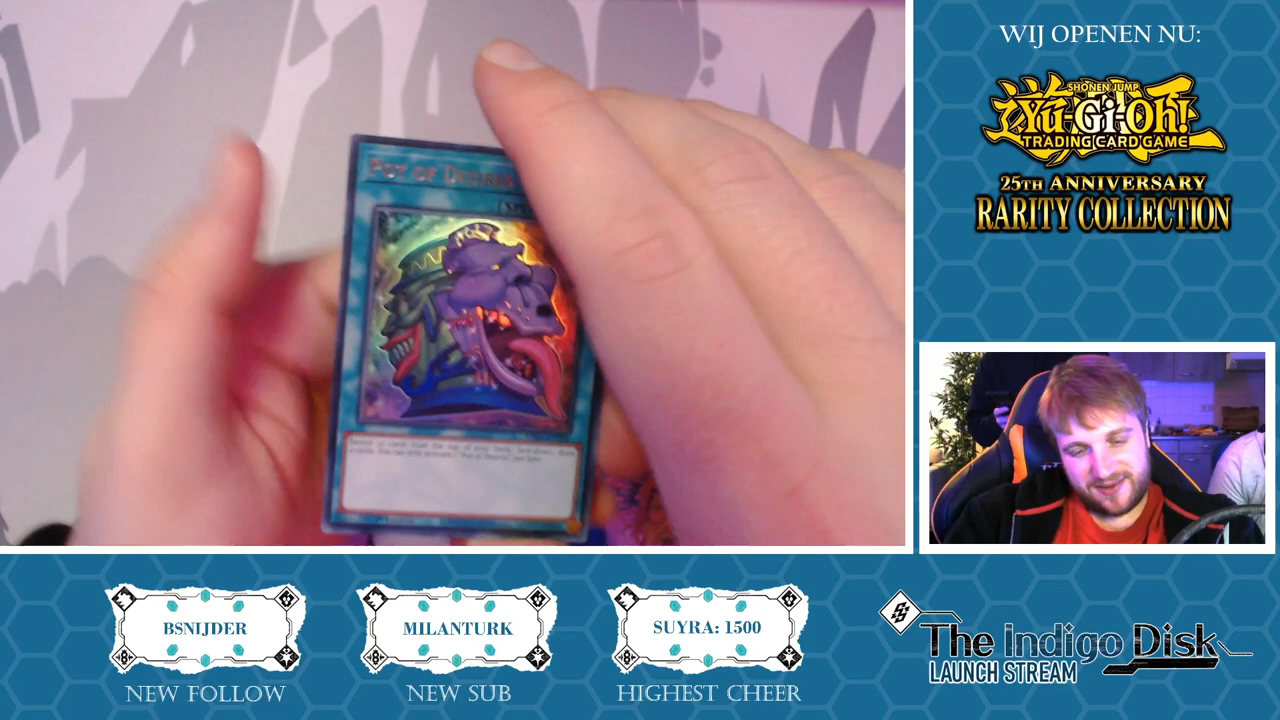 WIJ OPENEN NU:
SHONEN JUMP
Yu-Gi-Oh!
TRADING CARD GAME
25TH ANNIVERSARY
RARITY COLLECTION
POT OF
BSNIJDER
NEW FOLLOW
MILANTURK
NEW SUB
SUYRA: 1500
HIGHEST CHEER
The Indigo Disk
LAUNCH STREAM